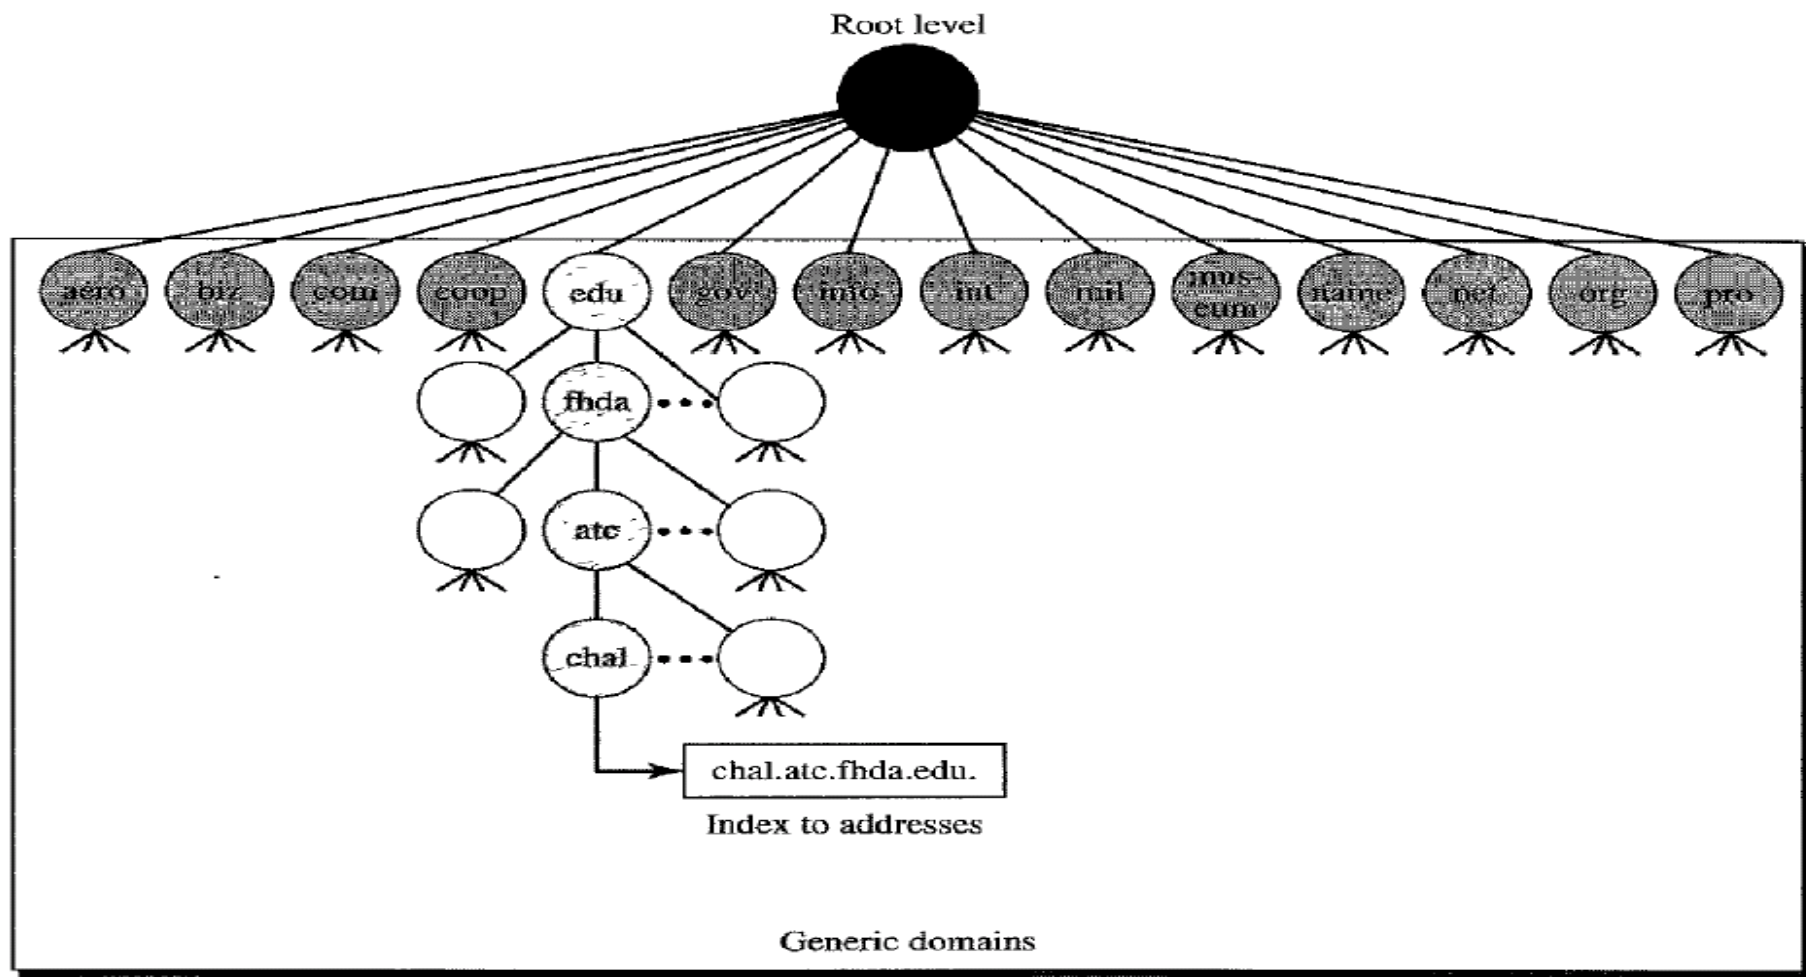 Root level
aero
biz
com
coop
edu
gov
info
int
mil
mus-
eum
name
net
org
pro
fhda
atc
chal
chal.atc.fhda.edu.
Index to addresses
Generic domains